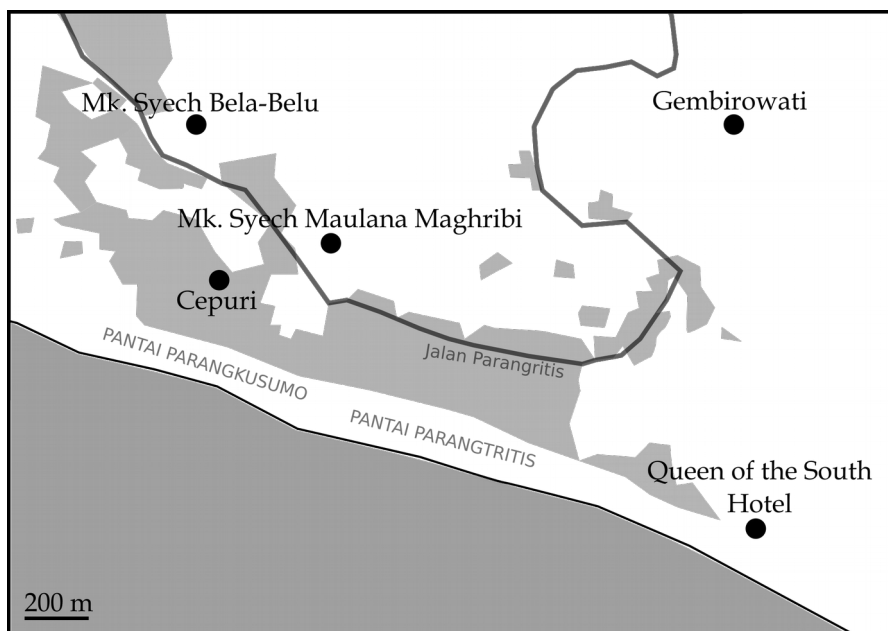 Mk. Syech Bela-Belu
Gembirowati
Mk. Syech Maulana Maghribi
Cepuri
PANTAI PARANGKUSUMO
Jalan Parangritis
PANTAI PARANGTRITIS
Queen of the South
Hotel
200 m